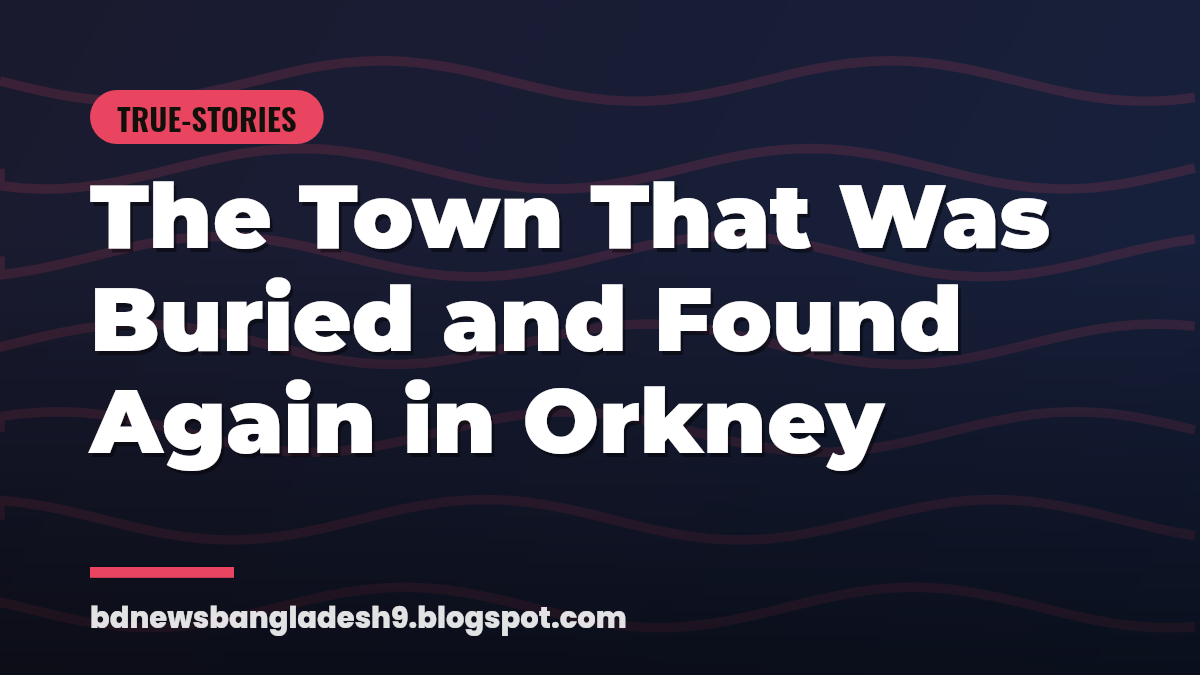 TRUE-STORIES
The Town That Was
Buried and Found
Again in Orkney
bdnewsbangladesh9.blogspot.com